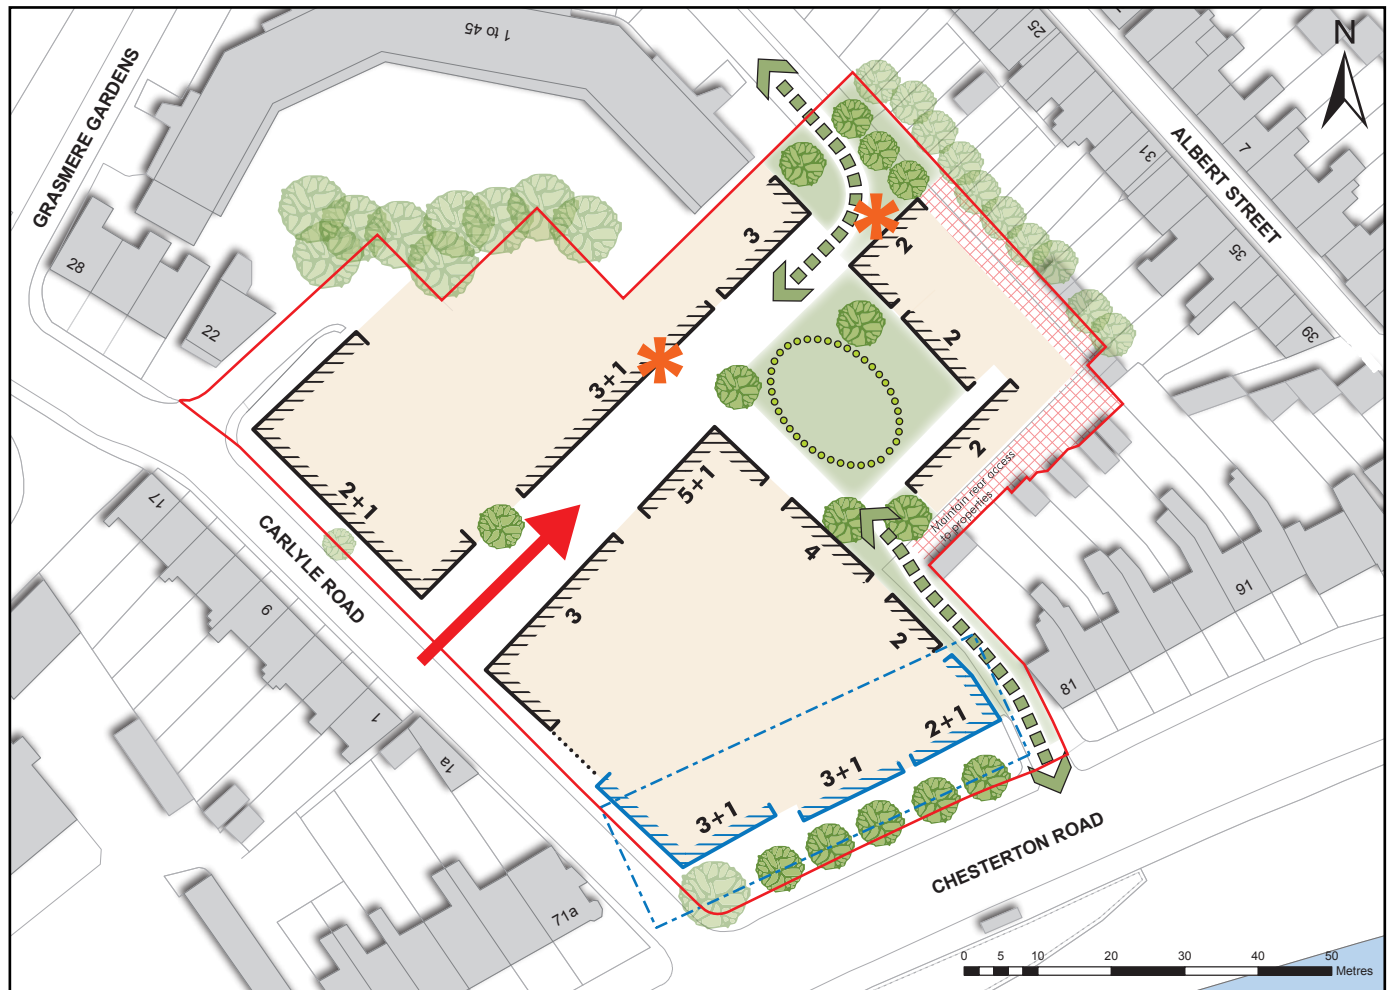 1 to 45
25
N
GRASMERE GARDENS
ALBERT STREET
7
31
35
39
28
22
3
2
2
3+1
2
2+1
5+1
Maintain rear access
to properties
4
3
2
17
CARLYLE ROAD
9
1
1a
91
81
2+1
3+1
3+1
71a
CHESTERTON ROAD
0 5 10 20 30 40 50
Metres